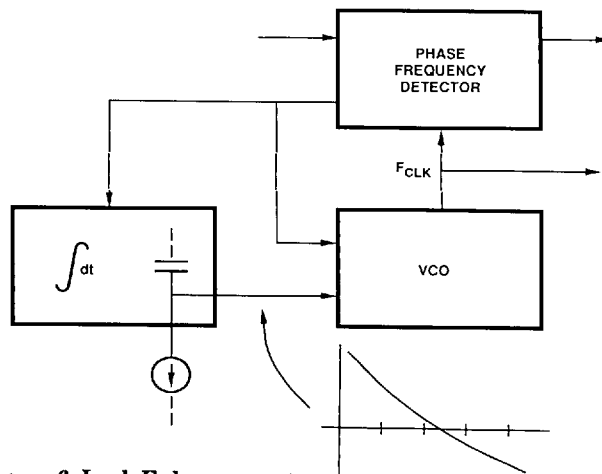 PHASE
FREQUENCY
DETECTOR
F_CLK
∫dt
VCO